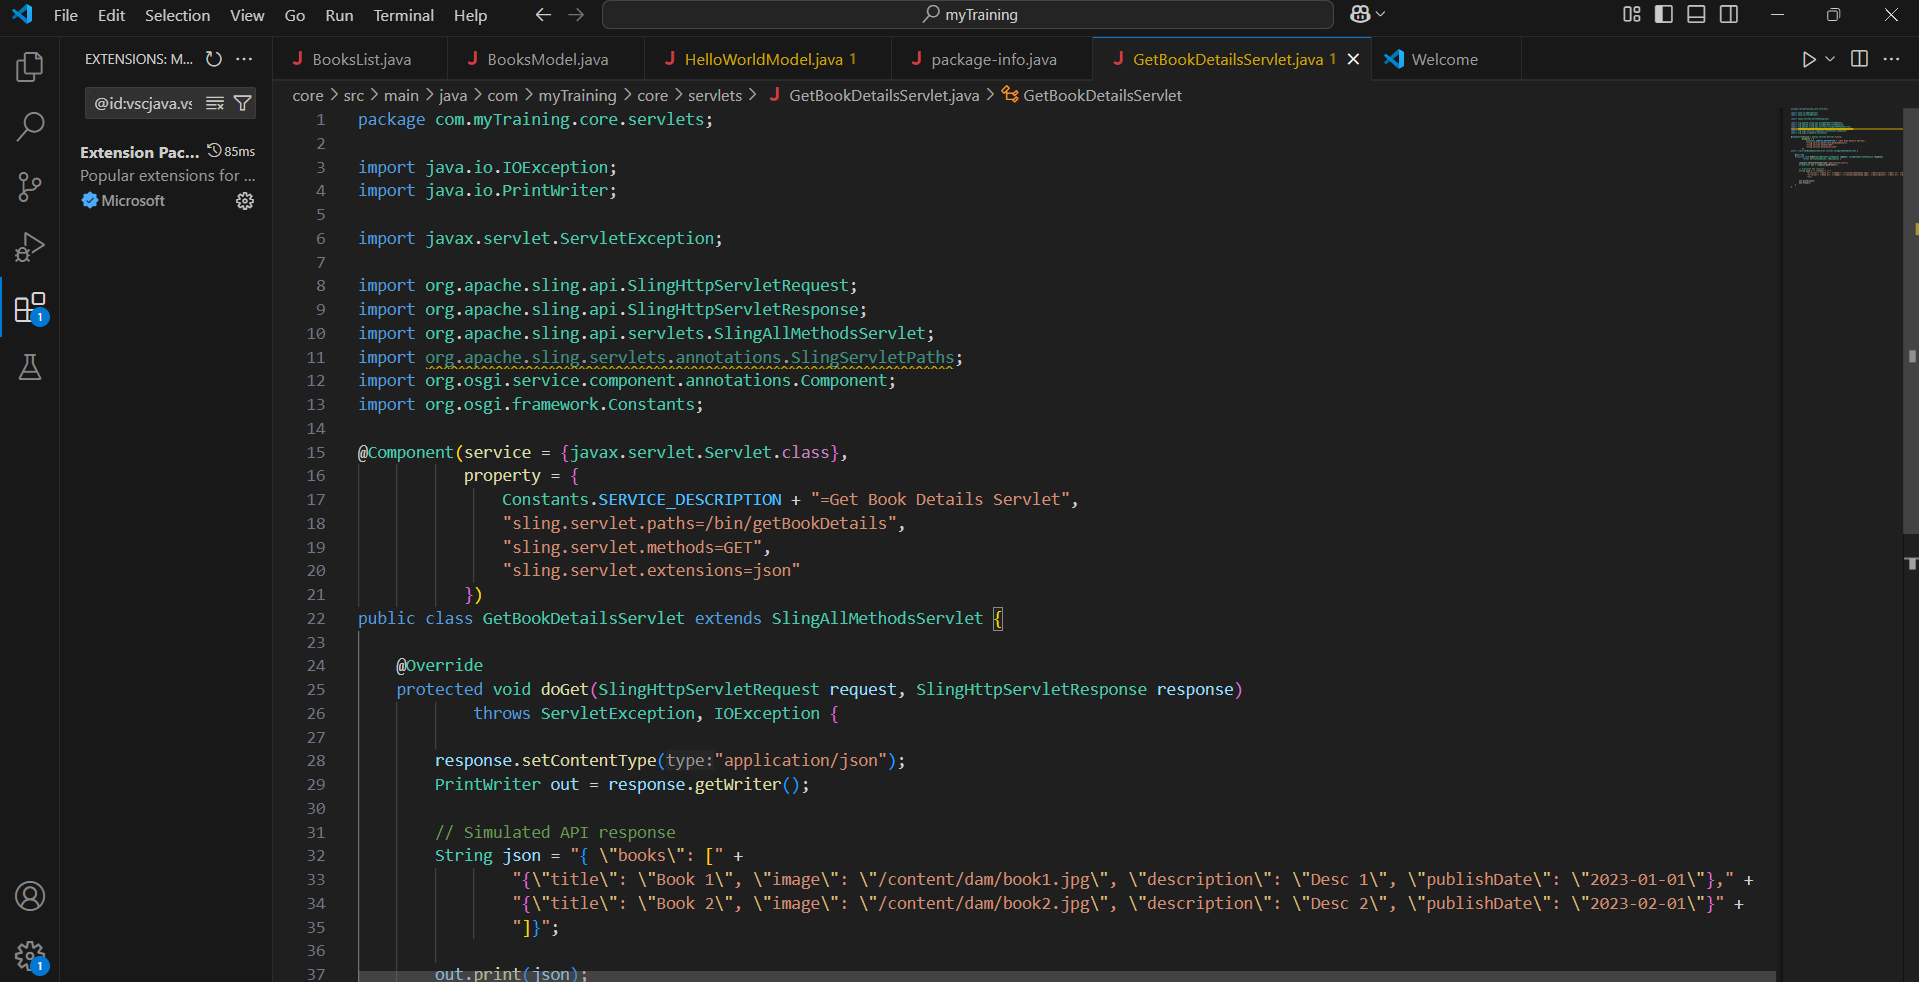 File Edit Selection View Go Run Terminal Help
myTraining
EXTENSIONS: M...
BooksList.java
BooksModel.java
HelloWorldModel.java 1
package-info.java
GetBookDetailsServlet.java 1
Welcome
@id:vscjava.vs
core > src > main > java > com > myTraining > core > servlets > GetBookDetailsServlet.java > GetBookDetailsServlet
Extension Pac... 85ms
Popular extensions for ...
Microsoft
1
1
1 package com.myTraining.core.servlets;
2
3 import java.io.IOException;
4 import java.io.PrintWriter;
5
6 import javax.servlet.ServletException;
7
8 import org.apache.sling.api.SlingHttpServletRequest;
9 import org.apache.sling.api.SlingHttpServletResponse;
10 import org.apache.sling.api.servlets.SlingAllMethodsServlet;
11 import org.apache.sling.servlets.annotations.SlingServletPaths;
12 import org.osgi.service.component.annotations.Component;
13 import org.osgi.framework.Constants;
14
15 @Component(service = {javax.servlet.Servlet.class},
16 property = {
17 Constants.SERVICE_DESCRIPTION + "=Get Book Details Servlet",
18 "sling.servlet.paths=/bin/getBookDetails",
19 "sling.servlet.methods=GET",
20 "sling.servlet.extensions=json"
21 })
22 public class GetBookDetailsServlet extends SlingAllMethodsServlet {
23
24 @Override
25 protected void doGet(SlingHttpServletRequest request, SlingHttpServletResponse response)
26 throws ServletException, IOException {
27
28 response.setContentType(type:"application/json");
29 PrintWriter out = response.getWriter();
30
31 // Simulated API response
32 String json = "{ \"books\": [" +
33 "{\"title\": \"Book 1\", \"image\": \"/content/dam/book1.jpg\", \"description\": \"Desc 1\", \"publishDate\": \"2023-01-01\"}," +
34 "{\"title\": \"Book 2\", \"image\": \"/content/dam/book2.jpg\", \"description\": \"Desc 2\", \"publishDate\": \"2023-02-01\"}" +
35 "]}";
36
37 out.print(json);